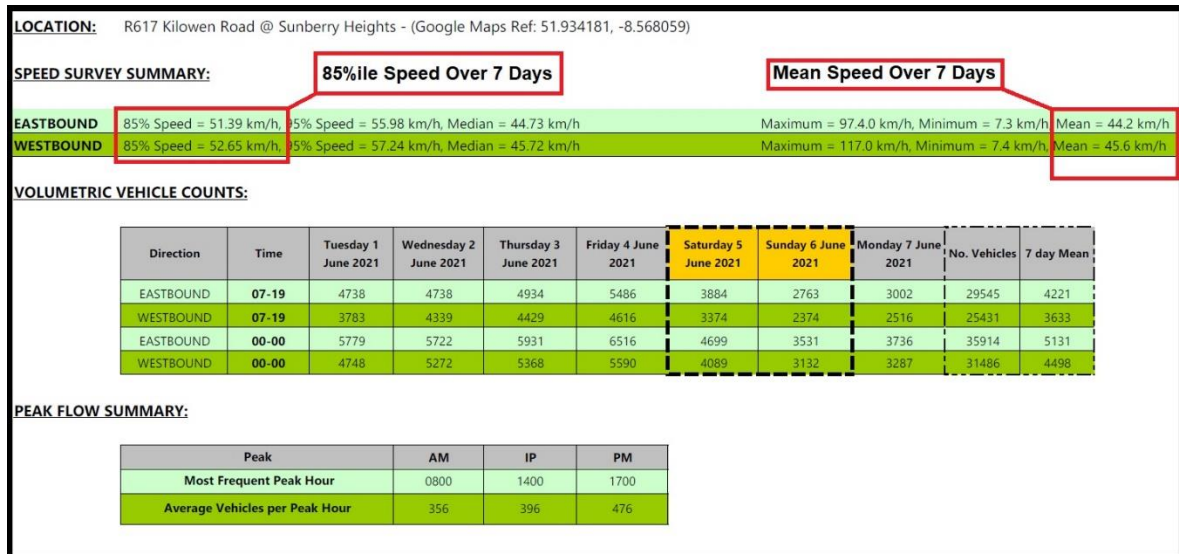 LOCATION: R617 Kilowen Road @ Sunberry Heights - (Google Maps Ref: 51.934181, -8.568059)
SPEED SURVEY SUMMARY: 85%ile Speed Over 7 Days Mean Speed Over 7 Days
EASTBOUND 85% Speed = 51.39 km/h, 95% Speed = 55.98 km/h, Median = 44.73 km/h Maximum = 97.4.0 km/h, Minimum = 7.3 km/h, Mean = 44.2 km/h
WESTBOUND 85% Speed = 52.65 km/h, 95% Speed = 57.24 km/h, Median = 45.72 km/h Maximum = 117.0 km/h, Minimum = 7.4 km/h, Mean = 45.6 km/h
VOLUMETRIC VEHICLE COUNTS:
Direction Time Tuesday 1 June 2021 Wednesday 2 June 2021 Thursday 3 June 2021 Friday 4 June 2021 Saturday 5 June 2021 Sunday 6 June 2021 Monday 7 June 2021 No. Vehicles 7 day Mean
EASTBOUND 07-19 4738 4738 4934 5486 3884 2763 3002 29545 4221
WESTBOUND 07-19 3783 4339 4429 4616 3374 2374 2516 25431 3633
EASTBOUND 00-00 5779 5722 5931 6516 4699 3531 3736 35914 5131
WESTBOUND 00-00 4748 5272 5368 5590 4089 3132 3287 31486 4498
PEAK FLOW SUMMARY:
Peak AM IP PM
Most Frequent Peak Hour 0800 1400 1700
Average Vehicles per Peak Hour 356 396 476